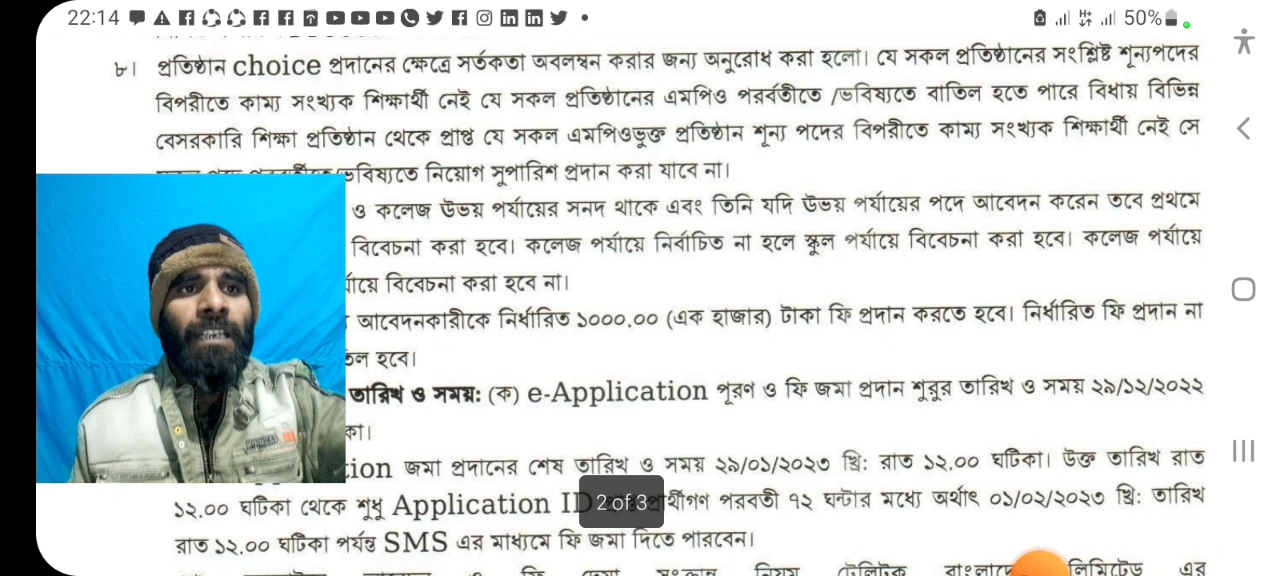 22:14 50%
৮। প্রতিষ্ঠান choice প্রদানের ক্ষেত্রে সর্তকতা অবলম্বন করার জন্য অনুরোধ করা হলো। যে সকল প্রতিষ্ঠানের সংশ্লিষ্ট শূন্যপদের
বিপরীতে কাম্য সংখ্যক শিক্ষার্থী নেই যে সকল প্রতিষ্ঠানের এমপিও পরবর্তীতে /ভবিষ্যতে বাতিল হতে পারে বিধায় বিভিন্ন
বেসরকারি শিক্ষা প্রতিষ্ঠান থেকে প্রাপ্ত যে সকল এমপিওভুক্ত প্রতিষ্ঠান শূন্য পদের বিপরীতে কাম্য সংখ্যক শিক্ষার্থী নেই সে
নিয়োগ সুপারিশ প্রদান করা যাবে না।
ও কলেজ উভয় পর্যায়ের সনদ থাকে এবং তিনি যদি উভয় পর্যায়ের পদে আবেদন করেন তবে প্রথমে
বিবেচনা করা হবে। কলেজ পর্যায়ে নির্বাচিত না হলে স্কুল পর্যায়ে বিবেচনা করা হবে। কলেজ পর্যায়ে
বিবেচনা করা হবে না।
আবেদনকারীকে নির্ধারিত ১০০০.০০ (এক হাজার) টাকা ফি প্রদান করতে হবে। নির্ধারিত ফি প্রদান না
হবে।
তারিখ ও সময়: (ক) e-Application পূরণ ও ফি জমা প্রদান শুরুর তারিখ ও সময় ২৯/১২/২০২২
জমা প্রদানের শেষ তারিখ ও সময় ২৯/০১/২০২৩ খ্রি: রাত ১২.০০ ঘটিকা। উক্ত তারিখ রাত
১২.০০ ঘটিকা থেকে শুধু Application ID পরবর্তী ৭২ ঘন্টার মধ্যে অর্থাৎ ০১/০২/২০২৩ খ্রি: তারিখ
2 of 3
রাত ১২.০০ ঘটিকা পর্যন্ত SMS এর মাধ্যমে ফি জমা দিতে পারবেন।